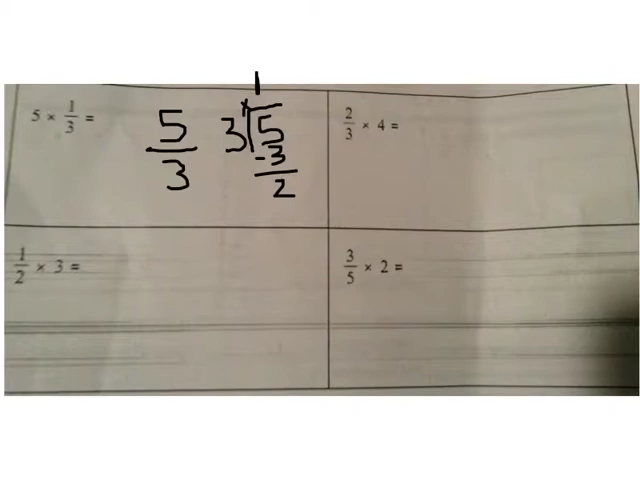 5 × 1/3 =
5/3
1
3√5
-3
2
2/3 × 4 =
1/2 × 3 =
3/5 × 2 =